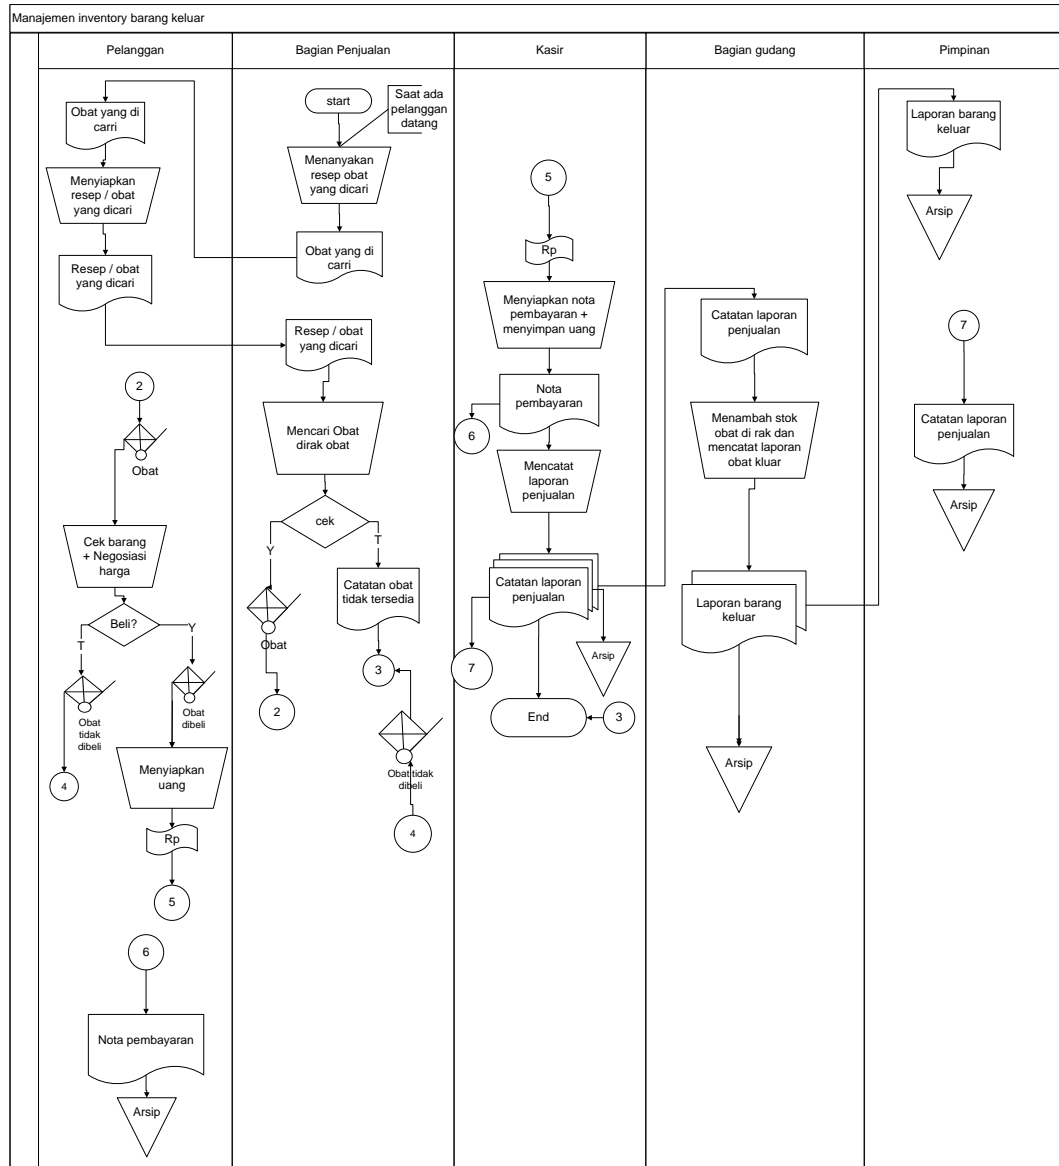 Manajemen inventory barang keluar
Pelanggan
Bagian Penjualan
Kasir
Bagian gudang
Pimpinan
Obat yang di
carri
Menyiapkan
resep / obat
yang dicari
Resep / obat
yang dicari
2
Obat
Cek barang
+ Negosiasi
harga
Beli?
T
Y
Obat
tidak
dibeli
Obat
dibeli
4
Menyiapkan
uang
Rp
5
6
Nota pembayaran
Arsip
start
Saat ada
pelanggan
datang
Menanyakan
resep obat
yang dicari
Obat yang di
carri
Resep / obat
yang dicari
Mencari Obat
dirak obat
cek
Y
T
Obat
Catatan obat
tidak tersedia
2
3
Obat tidak
dibeli
4
5
Rp
Menyiapkan nota
pembayaran +
menyimpan uang
Nota
pembayaran
6
Mencatat
laporan
penjualan
Catatan laporan
penjualan
7
Arsip
End
3
Catatan laporan
penjualan
Menambah stok
obat di rak dan
mencatat laporan
obat kluar
Laporan barang
keluar
Arsip
Laporan barang
keluar
Arsip
7
Catatan laporan
penjualan
Arsip